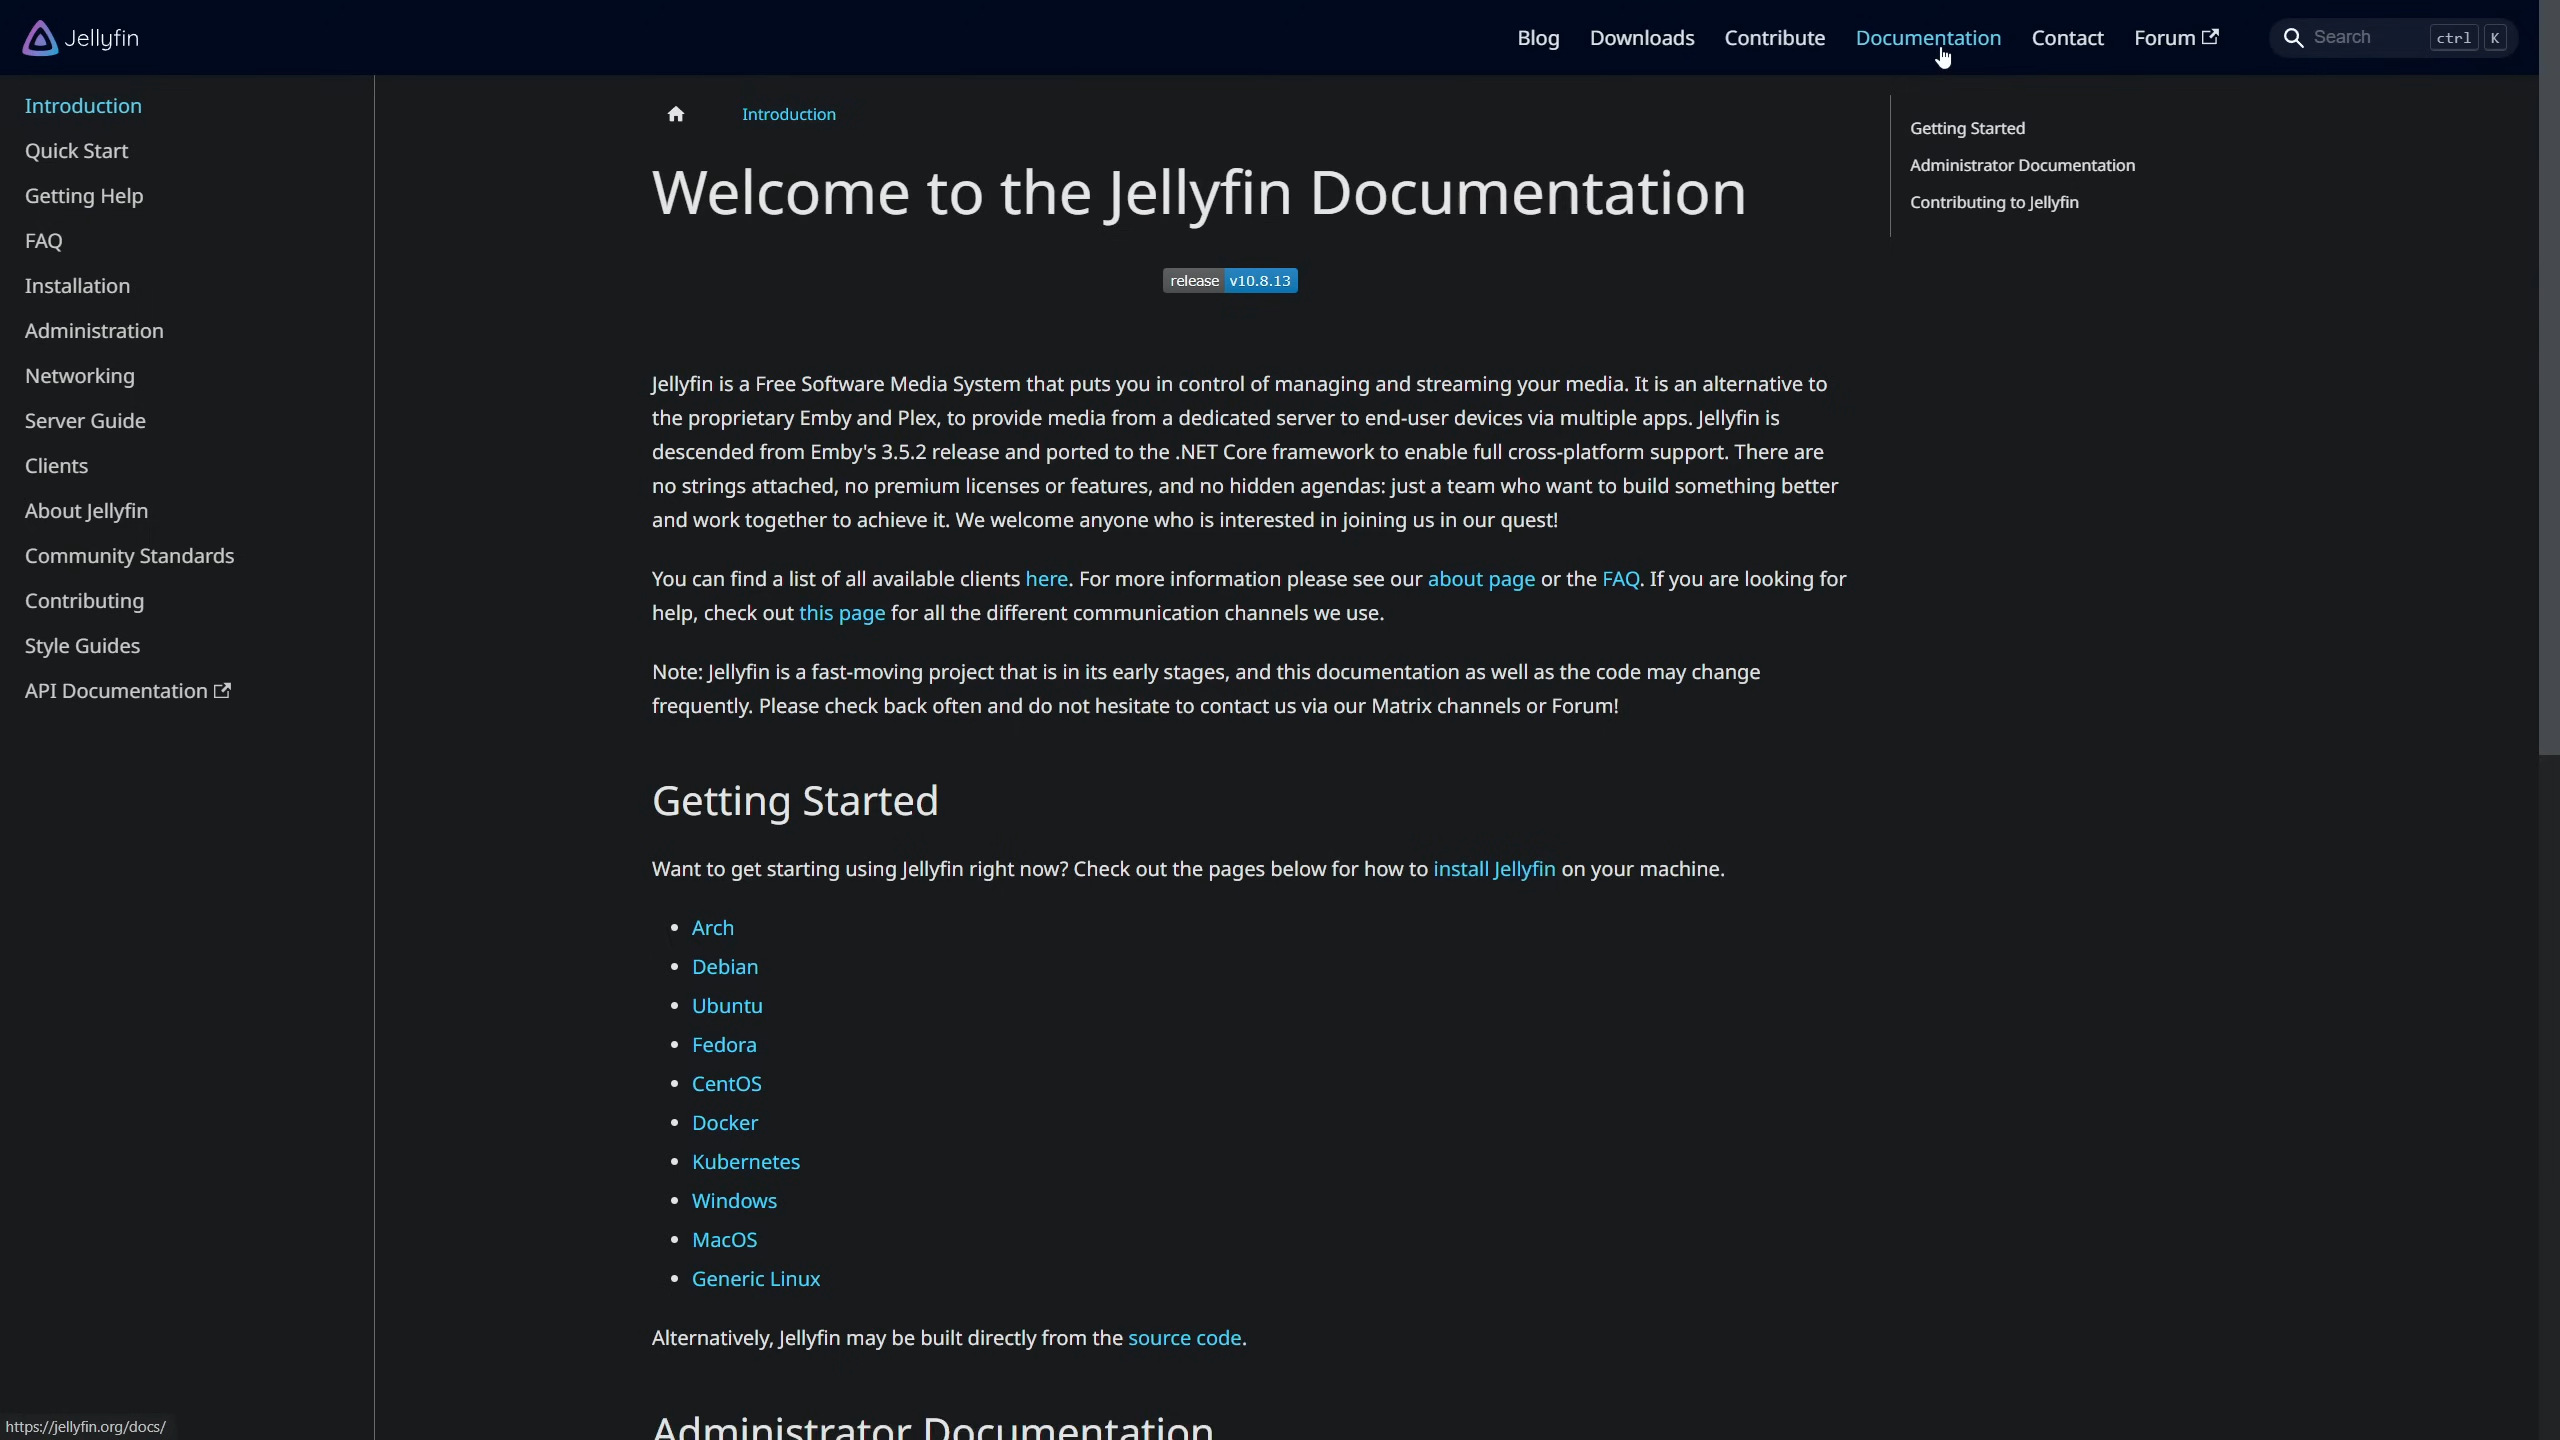 Jellyfin
Blog
Downloads
Contribute
Documentation
Contact
Forum
Search
ctrl K
Introduction
Quick Start
Getting Help
FAQ
Installation
Administration
Networking
Server Guide
Clients
About Jellyfin
Community Standards
Contributing
Style Guides
API Documentation
Introduction
Welcome to the Jellyfin Documentation
release v10.8.13
Jellyfin is a Free Software Media System that puts you in control of managing and streaming your media. It is an alternative to
the proprietary Emby and Plex, to provide media from a dedicated server to end-user devices via multiple apps. Jellyfin is
descended from Emby's 3.5.2 release and ported to the .NET Core framework to enable full cross-platform support. There are
no strings attached, no premium licenses or features, and no hidden agendas: just a team who want to build something better
and work together to achieve it. We welcome anyone who is interested in joining us in our quest!
You can find a list of all available clients here. For more information please see our about page or the FAQ. If you are looking for
help, check out this page for all the different communication channels we use.
Note: Jellyfin is a fast-moving project that is in its early stages, and this documentation as well as the code may change
frequently. Please check back often and do not hesitate to contact us via our Matrix channels or Forum!
Getting Started
Want to get starting using Jellyfin right now? Check out the pages below for how to install Jellyfin on your machine.
Arch
Debian
Ubuntu
Fedora
CentOS
Docker
Kubernetes
Windows
MacOS
Generic Linux
Alternatively, Jellyfin may be built directly from the source code.
Administrator Documentation
Getting Started
Administrator Documentation
Contributing to Jellyfin
https://jellyfin.org/docs/